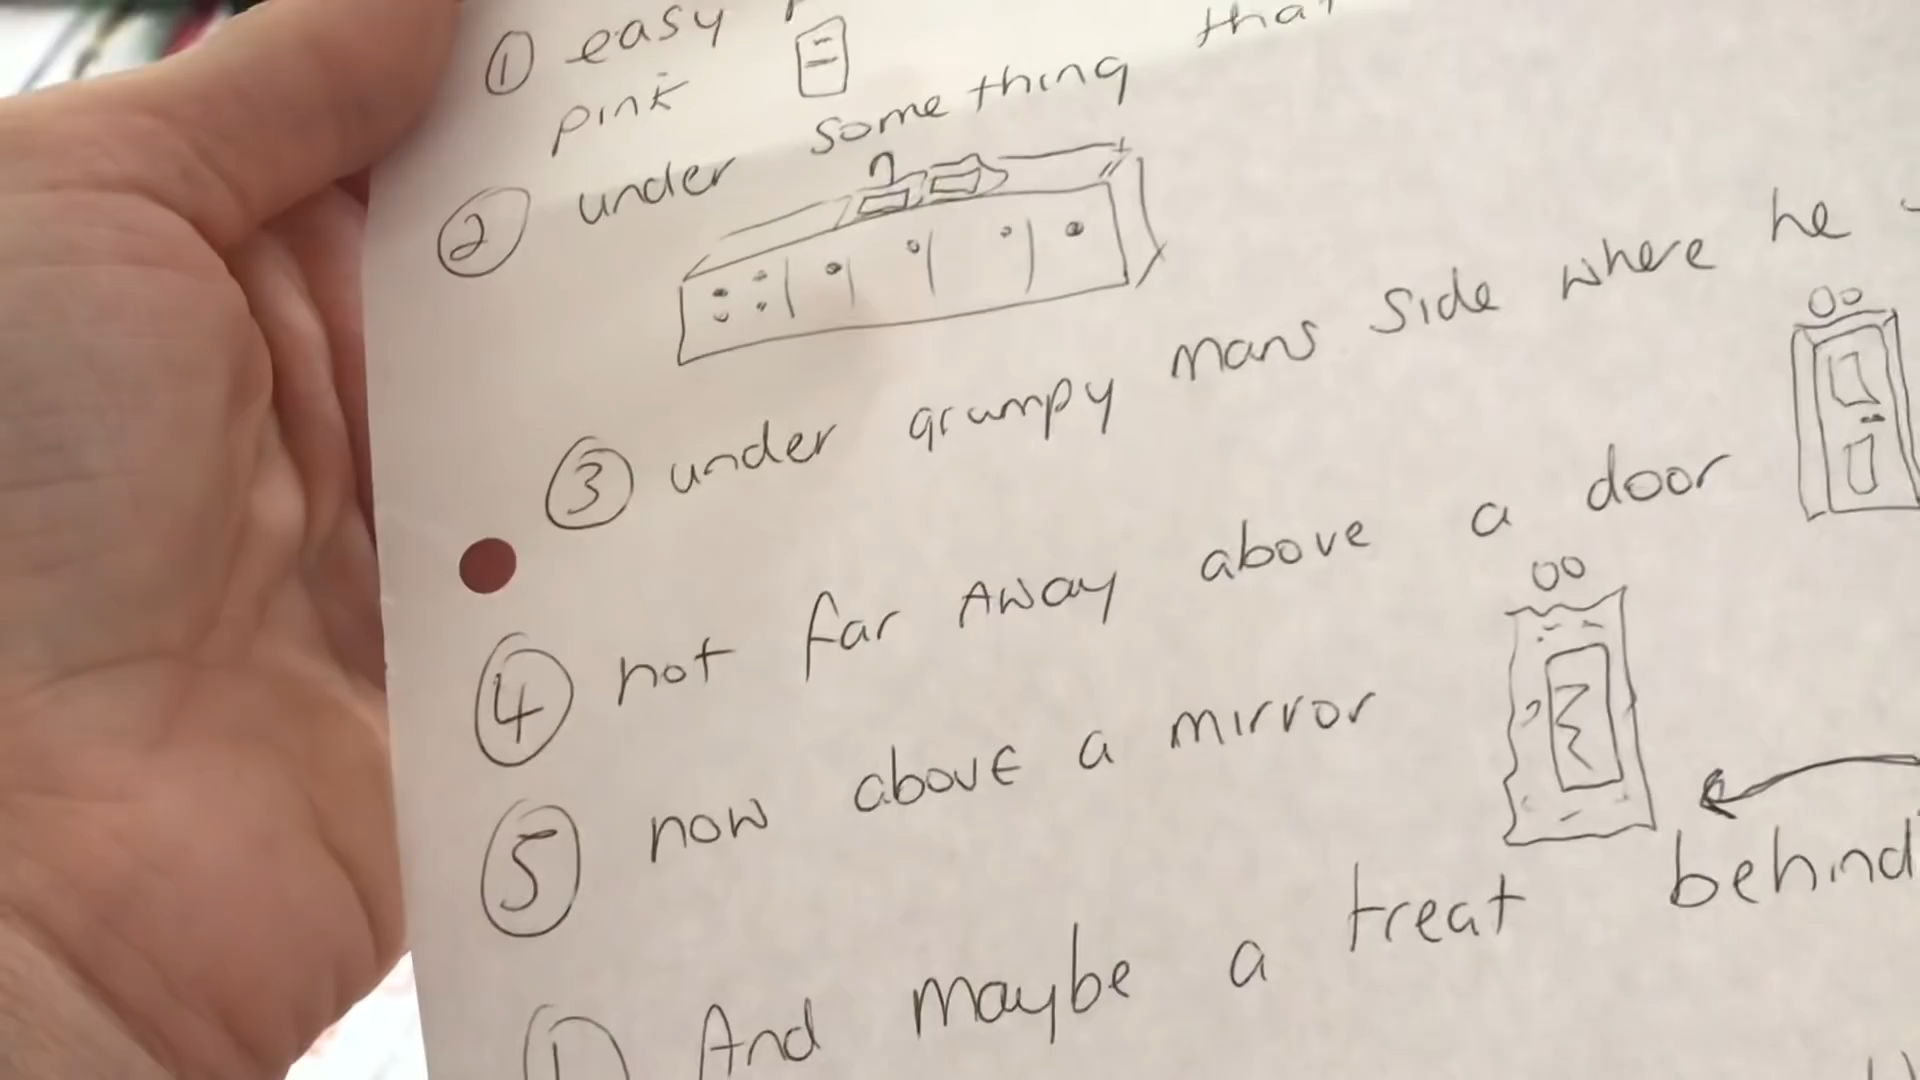 ① easy
pink
② under something that
③ under grumpy mans side where he
④ not far Away above a door
⑤ now above a mirror
① And maybe a treat behind